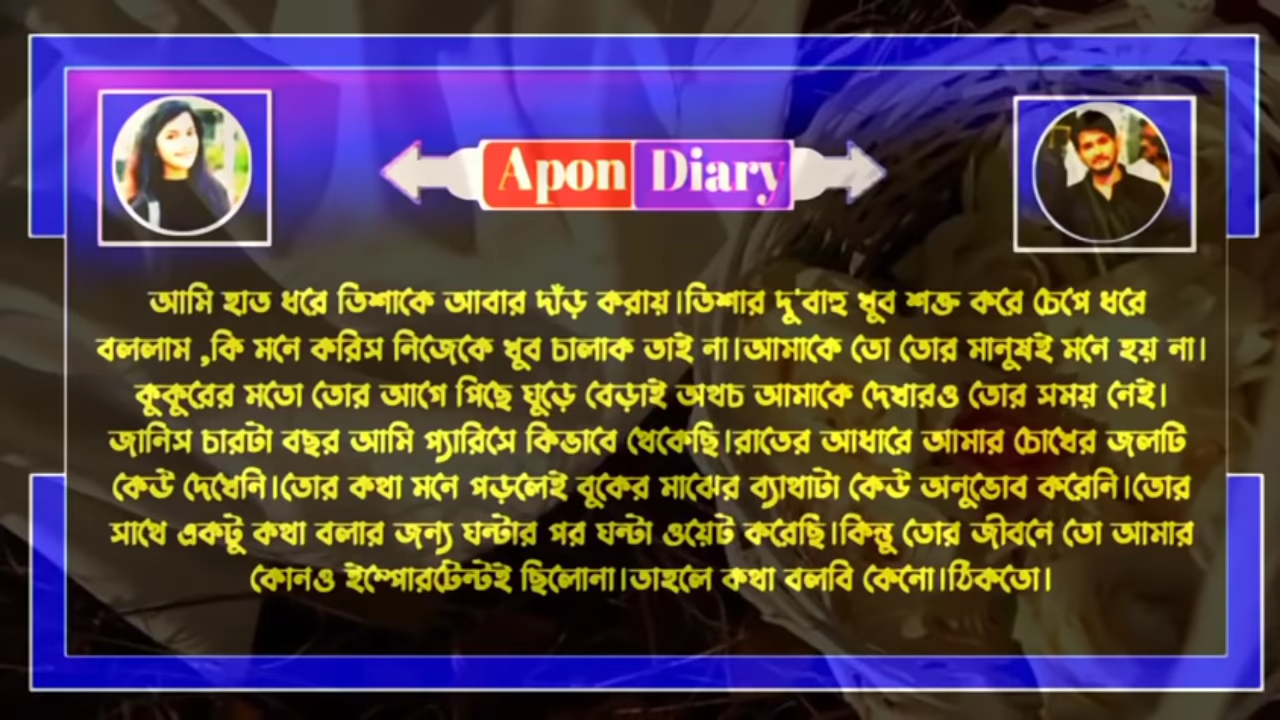 Apon Diary
আমি হাত ধরে তিশাকে আবার দাঁড় করায়।তিশার দু'বাহু খুব শক্ত করে চেপে ধরে
বললাম ,কি মনে করিস নিজেকে খুব চালাক তাই না।আমাকে তো তোর মানুষই মনে হয় না।
কুকুরের মতো তোর আগে পিছে ঘুড়ে বেড়াই অথচ আমাকে দেখারও তোর সময় নেই।
জানিস চারটা বছর আমি প্যারিসে কিভাবে থেকেছি।রাতের আধারে আমার চোখের জলটি
কেউ দেখেনি।তোর কথা মনে পড়লেই বুকের মাঝের ব্যাথাটা কেউ অনুভোব করেনি।তোর
সাথে একটু কথা বলার জন্য ঘন্টার পর ঘন্টা ওয়েট করেছি।কিন্তু তোর জীবনে তো আমার
কোনও ইম্পোরটেন্টই ছিলোনা।তাহলে কথা বলবি কেনো।ঠিকতো।